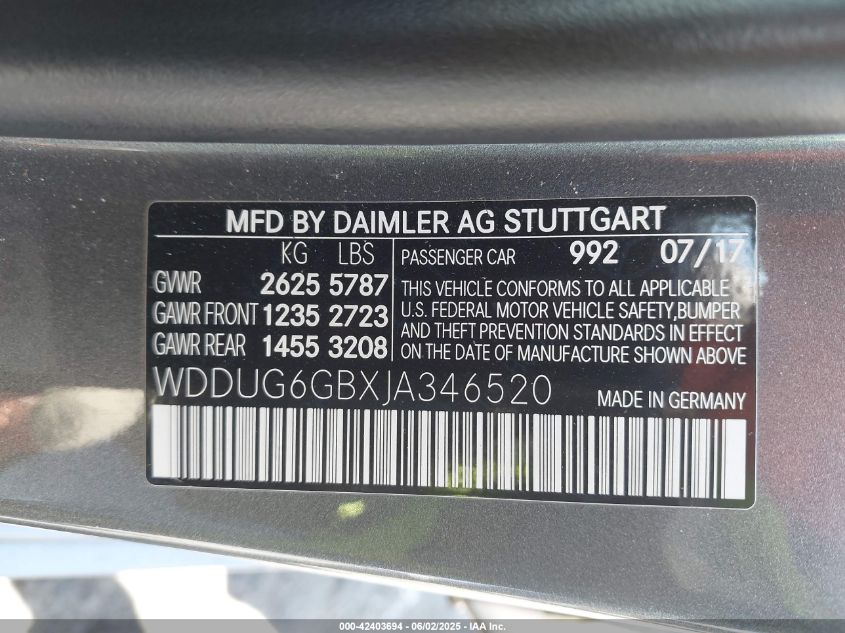 MFD BY DAIMLER AG STUTTGART
KG LBS
GVWR 2625 5787
GAWR FRONT 1235 2723
GAWR REAR 1455 3208
PASSENGER CAR 992 07/17
THIS VEHICLE CONFORMS TO ALL APPLICABLE
U.S. FEDERAL MOTOR VEHICLE SAFETY,BUMPER
AND THEFT PREVENTION STANDARDS IN EFFECT
ON THE DATE OF MANUFACTURE SHOWN ABOVE
WDDUG6GBXJA346520 MADE IN GERMANY
000-42403694 - 06/02/2025 - IAAI.COM